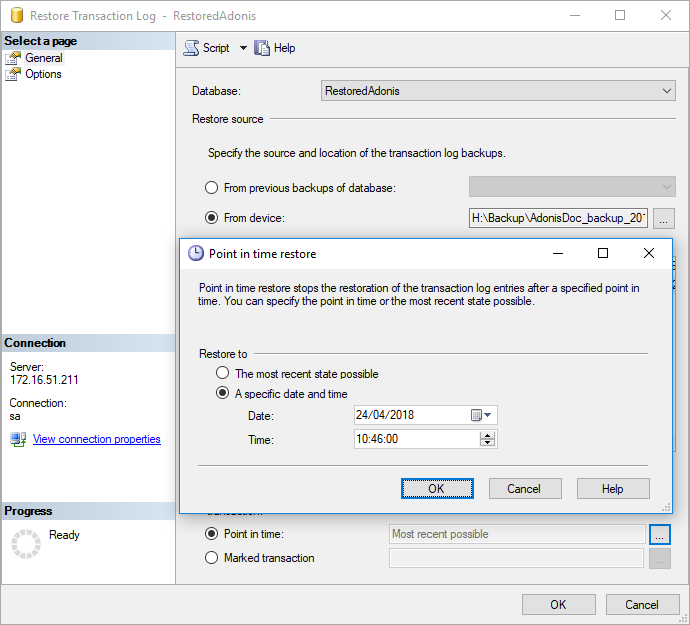 Restore Transaction Log - RestoredAdonis
Select a page
General
Options
Script
Help
Database:
RestoredAdonis
Restore source
Specify the source and location of the transaction log backups.
From previous backups of database:
From device:
H:\Backup\AdonisDoc_backup_20
...
Point in time restore
Point in time restore stops the restoration of the transaction log entries after a specified point in
time. You can specify the point in time or the most recent state possible.
Restore to
The most recent state possible
A specific date and time
Date:
24/04/2018
Time:
10:46:00
OK
Cancel
Help
Connection
Server:
172.16.51.211
Connection:
sa
View connection properties
Progress
Ready
Point in time:
Most recent possible
...
Marked transaction
...
OK
Cancel